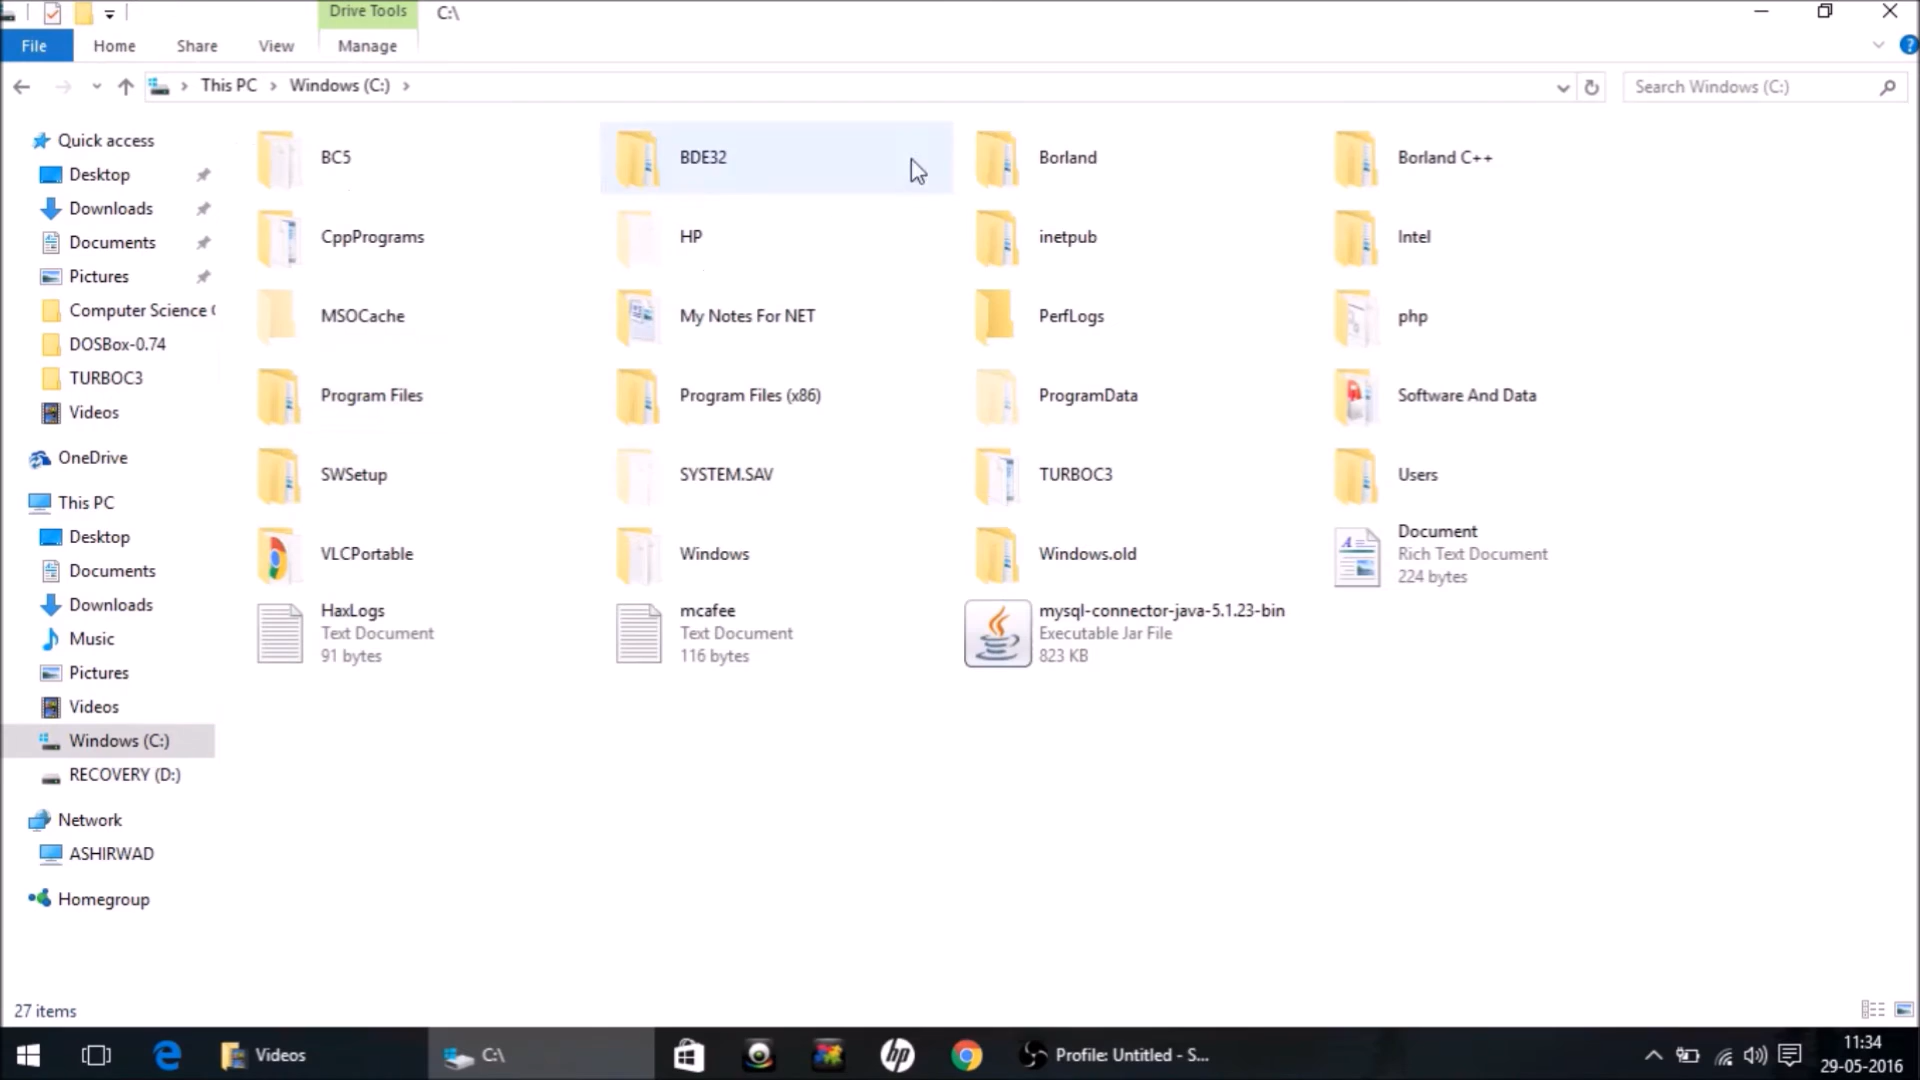 Drive Tools
C:\
File
Home
Share
View
Manage
This PC
Windows (C:)
Search Windows (C:)
Quick access
Desktop
Downloads
Documents
Pictures
Computer Science
DOSBox-0.74
TURBOC3
Videos
OneDrive
This PC
Desktop
Documents
Downloads
Music
Pictures
Videos
Windows (C:)
RECOVERY (D:)
Network
ASHIRWAD
Homegroup
BC5
BDE32
Borland
Borland C++
CppPrograms
HP
inetpub
Intel
MSOCache
My Notes For NET
PerfLogs
php
Program Files
Program Files (x86)
ProgramData
Software And Data
SWSetup
SYSTEM.SAV
TURBOC3
Users
VLCPortable
Windows
Windows.old
Document
Rich Text Document
224 bytes
HaxLogs
Text Document
91 bytes
mcafee
Text Document
116 bytes
mysql-connector-java-5.1.23-bin
Executable Jar File
823 KB
27 items
Videos
C:\
hp
Profile: Untitled - S...
11:34
29-05-2016